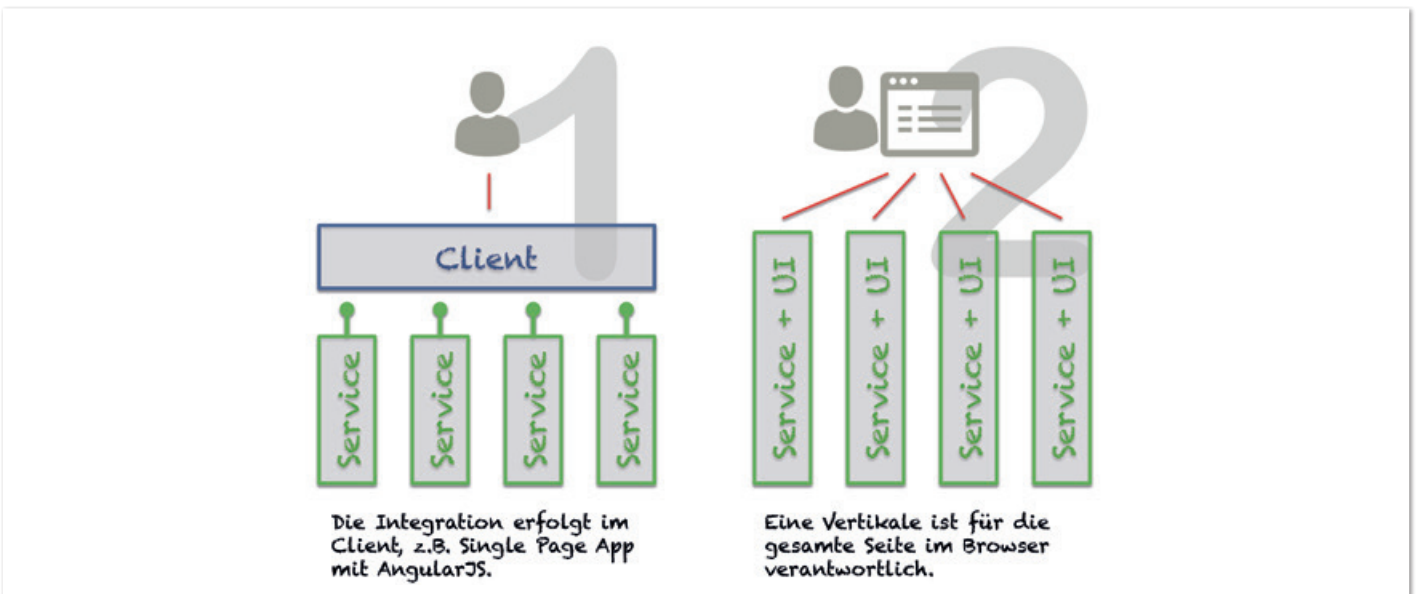 1
Client
Service
Service
Service
Service
Die Integration erfolgt im
Client, z.B. Single Page App
mit AngularJS.
2
Service + UI
Service + UI
Service + UI
Service + UI
Eine Vertikale ist für die
gesamte Seite im Browser
verantwortlich.